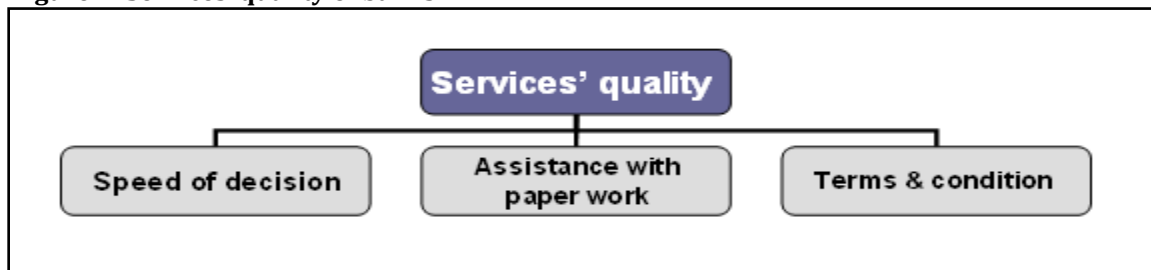 Services' quality
Speed of decision
Assistance with
paper work
Terms & condition